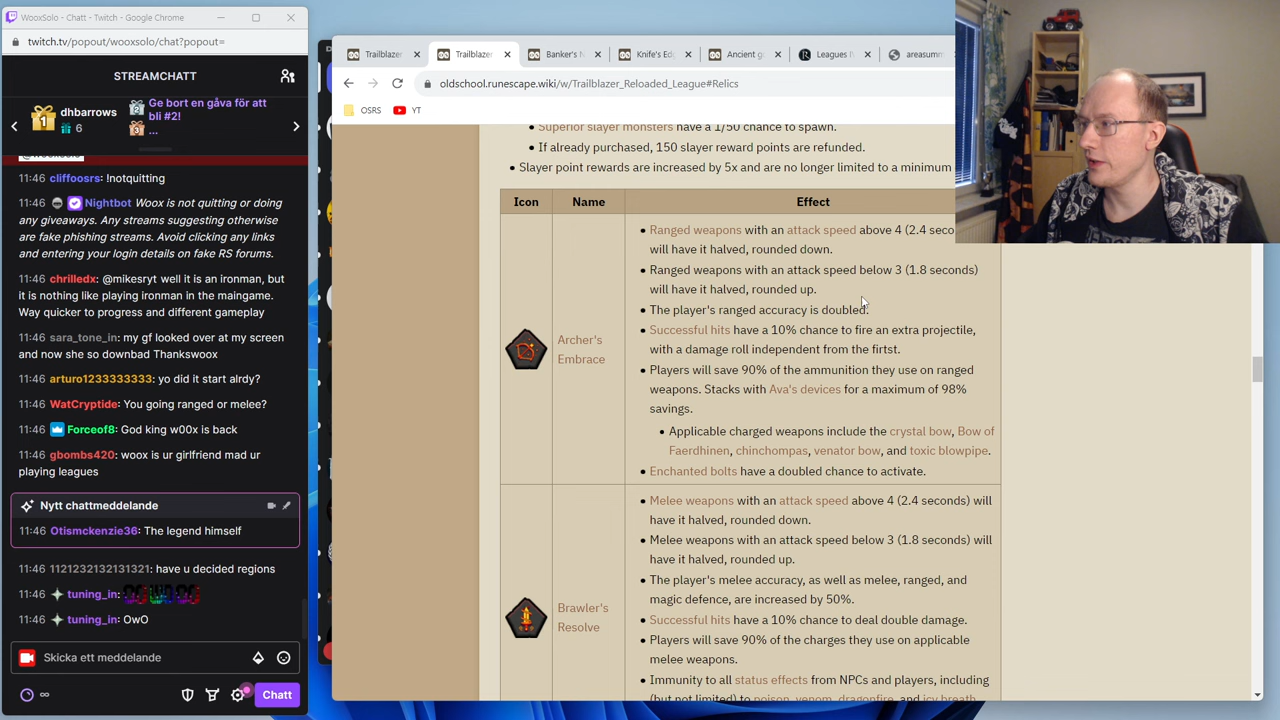 WooxSolo - Chatt - Twitch - Google Chrome
twitch.tv/popout/wooxsolo/chat?popout=
STREAMCHATT
dhbarrows
6
1
Ge bort en gåva för att
bli #2!
...
11:46 cliffoosrs: !notquitting
11:46 Nightbot Woox is not quitting or doing
any giveaways. Any streams suggesting otherwise
are fake phishing streams. Avoid clicking any links
and entering your login details on fake RS forums.
11:46 chrilledx: @mikesryt well it is an ironman, but
it is nothing like playing ironman in the maingame.
Way quicker to progress and different gameplay
11:46 sara_tone_in: my gf looked over at my screen
and now she so downbad Thankswoox
11:46 arturo1233333333: yo did it start alrdy?
11:46 WatCryptide: You going ranged or melee?
11:46 Forceof8: God king w00x is back
11:46 gbombs420: woox is ur girlfriend mad ur
playing leagues
Nytt chattmeddelande
11:46 Otismckenzie36: The legend himself
11:46 1121232132131321: have u decided regions
11:46 tuning_in:
11:46 tuning_in: OwO
Skicka ett meddelande
Chatt
Trailblaze
Trailblaze
Banker's N
Knife's Ed
Ancient g
Leagues I
areasumm
oldschool.runescape.wiki/w/Trailblazer_Reloaded_League#Relics
OSRS
YT
Superior slayer monsters have a 1/50 chance to spawn.
If already purchased, 150 slayer reward points are refunded.
Slayer point rewards are increased by 5x and are no longer limited to a minimum
Icon Name Effect
Archer's
Embrace
Ranged weapons with an attack speed above 4 (2.4 seco
will have it halved, rounded down.
Ranged weapons with an attack speed below 3 (1.8 seconds)
will have it halved, rounded up.
The player's ranged accuracy is doubled.
Successful hits have a 10% chance to fire an extra projectile,
with a damage roll independent from the firtst.
Players will save 90% of the ammunition they use on ranged
weapons. Stacks with Ava's devices for a maximum of 98%
savings.
Applicable charged weapons include the crystal bow, Bow of
Faerdhinen, chinchompas, venator bow, and toxic blowpipe.
Enchanted bolts have a doubled chance to activate.
Brawler's
Resolve
Melee weapons with an attack speed above 4 (2.4 seconds) will
have it halved, rounded down.
Melee weapons with an attack speed below 3 (1.8 seconds) will
have it halved, rounded up.
The player's melee accuracy, as well as melee, ranged, and
magic defence, are increased by 50%.
Successful hits have a 10% chance to deal double damage.
Players will save 90% of the charges they use on applicable
melee weapons.
Immunity to all status effects from NPCs and players, including
(but not limited) to poison, venom, dragonfire, and icy breath